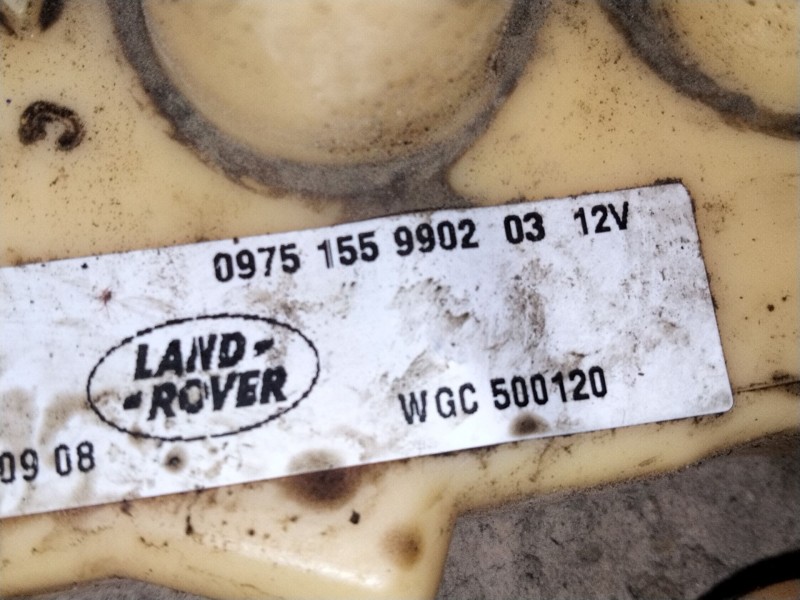 0975 155 9902 03 12V
LAND-
-ROVER
WGC 500120
09 08